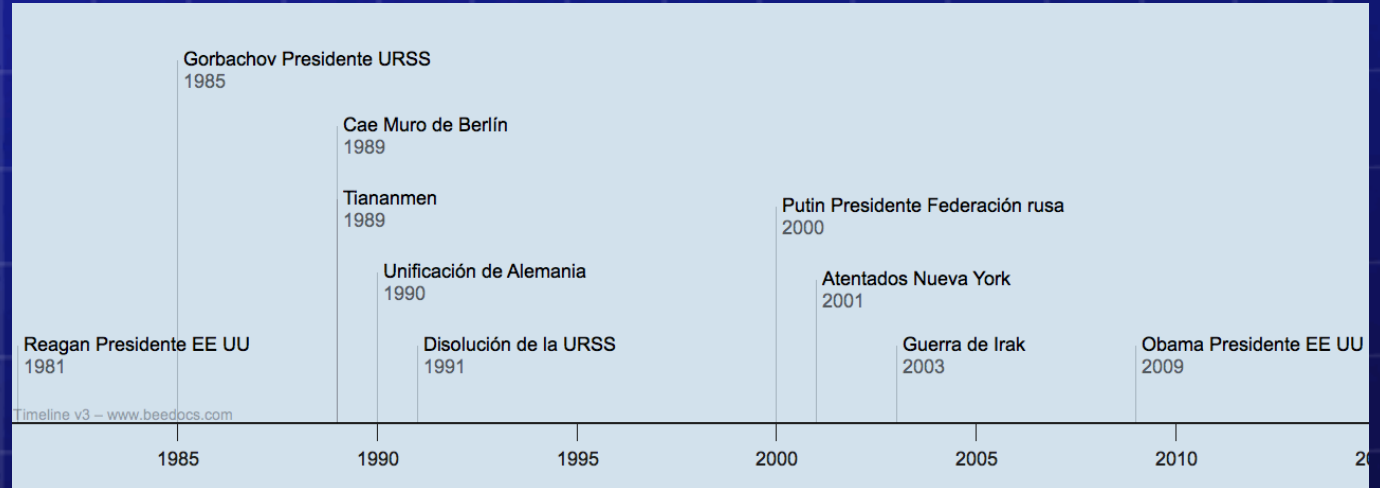 Gorbachov Presidente URSS
1985
Cae Muro de Berlín
1989
Tiananmen
1989
Putin Presidente Federación rusa
2000
Unificación de Alemania
1990
Atentados Nueva York
2001
Reagan Presidente EE UU
1981
Disolución de la URSS
1991
Guerra de Irak
2003
Obama Presidente EE UU
2009
Timeline v3 – www.beedocs.com
1985 1990 1995 2000 2005 2010